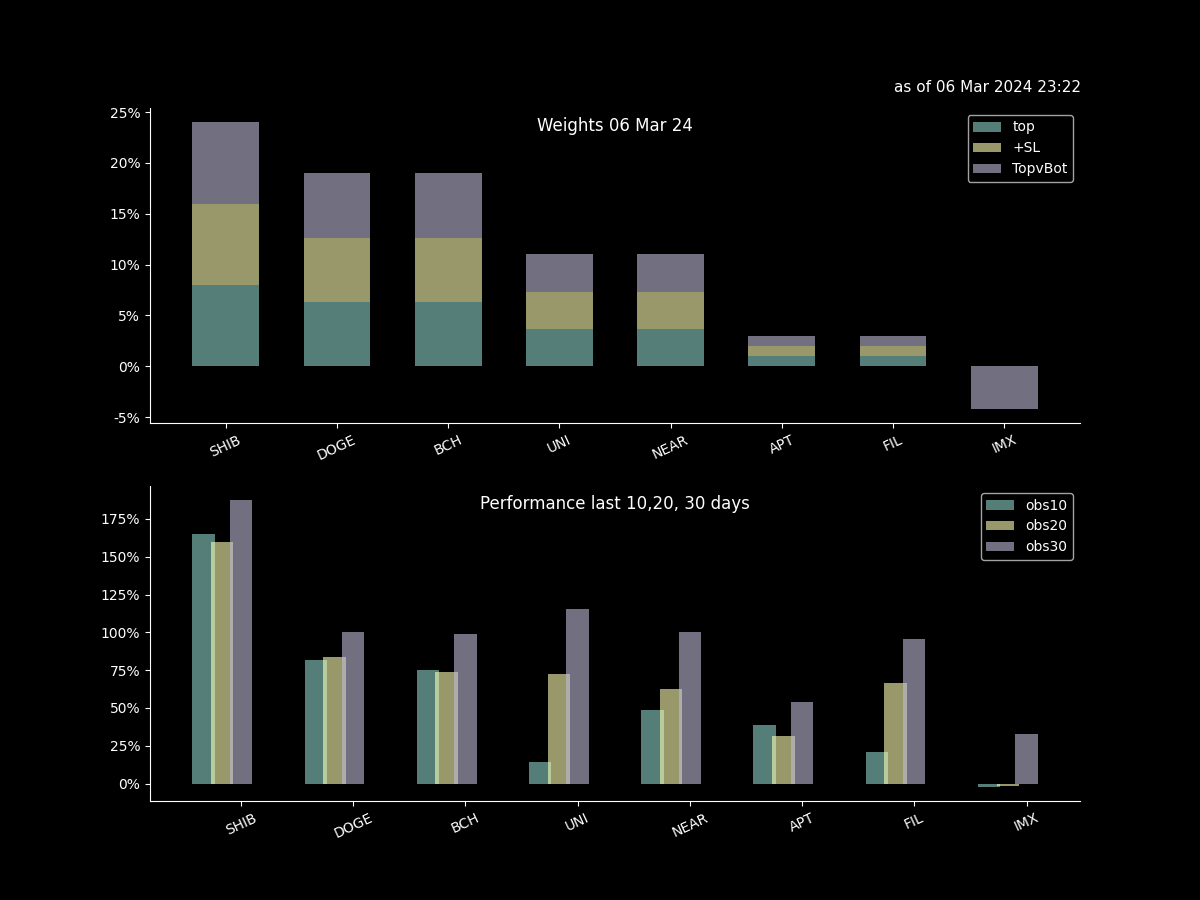 as of 06 Mar 2024 23:22
Weights 06 Mar 24
top
+SL
TopvBot
25%
20%
15%
10%
5%
0%
-5%
SHIB DOGE BCH UNI NEAR APT FIL IMX
Performance last 10,20, 30 days
obs10
obs20
obs30
175%
150%
125%
100%
75%
50%
25%
0%
SHIB DOGE BCH UNI NEAR APT FIL IMX